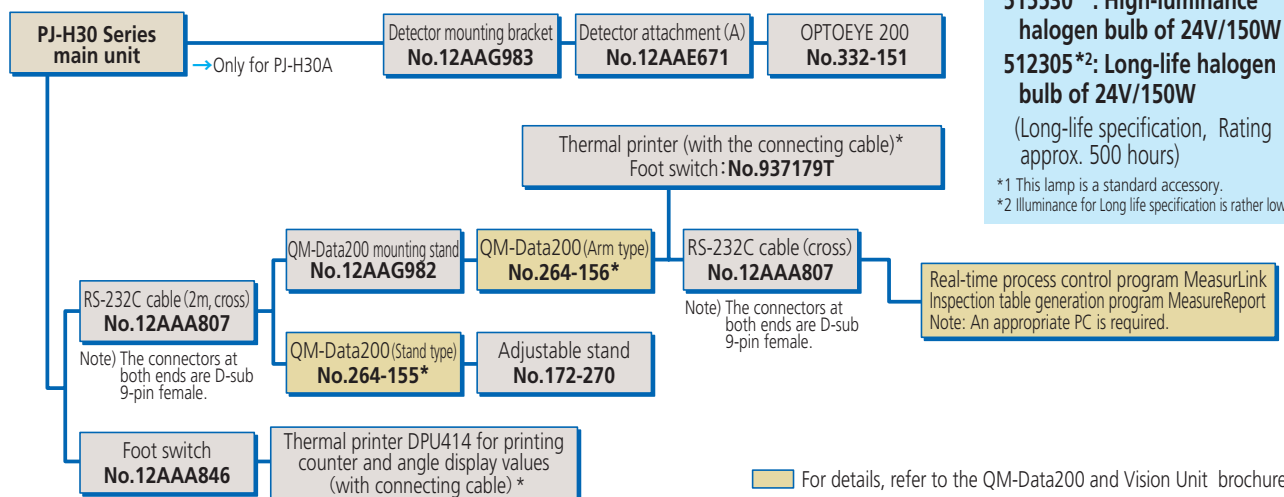 PJ-H30 Series
main unit
→Only for PJ-H30A
Detector mounting bracket
No.12AAG983
Detector attachment (A)
No.12AAE671
OPTOEYE 200
No.332-151
halogen bulb of 24V/150W
512305*2: Long-life halogen
bulb of 24V/150W
(Long-life specification, Rating
approx. 500 hours)
*1 This lamp is a standard accessory.
*2 Illuminance for Long life specification is rather low
Thermal printer (with the connecting cable)*
Foot switch:No.937179T
RS-232C cable (2m, cross)
No.12AAA807
Note) The connectors at
both ends are D-sub
9-pin female.
QM-Data200 mounting stand
No.12AAG982
QM-Data200 (Arm type)
No.264-156*
RS-232C cable (cross)
No.12AAA807
Note) The connectors at
both ends are D-sub
9-pin female.
Real-time process control program MeasurLink
Inspection table generation program MeasureReport
Note: An appropriate PC is required.
QM-Data200 (Stand type)
No.264-155*
Adjustable stand
No.172-270
Foot switch
No.12AAA846
Thermal printer DPU414 for printing
counter and angle display values
(with connecting cable) *
For details, refer to the QM-Data200 and Vision Unit brochure